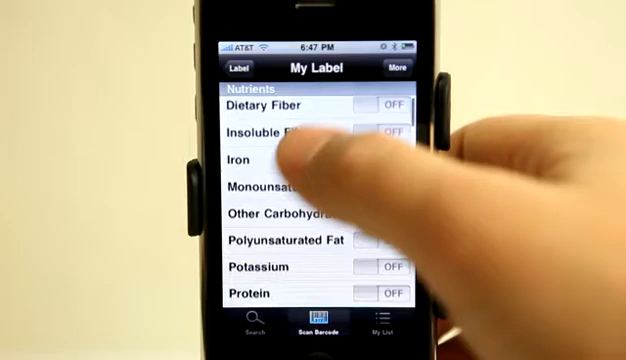 AT&T 6:47 PM
Label My Label More
Nutrients
Dietary Fiber OFF
Insoluble OFF
Iron
Other
Polyunsaturated Fat OFF
Potassium OFF
Protein OFF
Search Scan Barcode My List